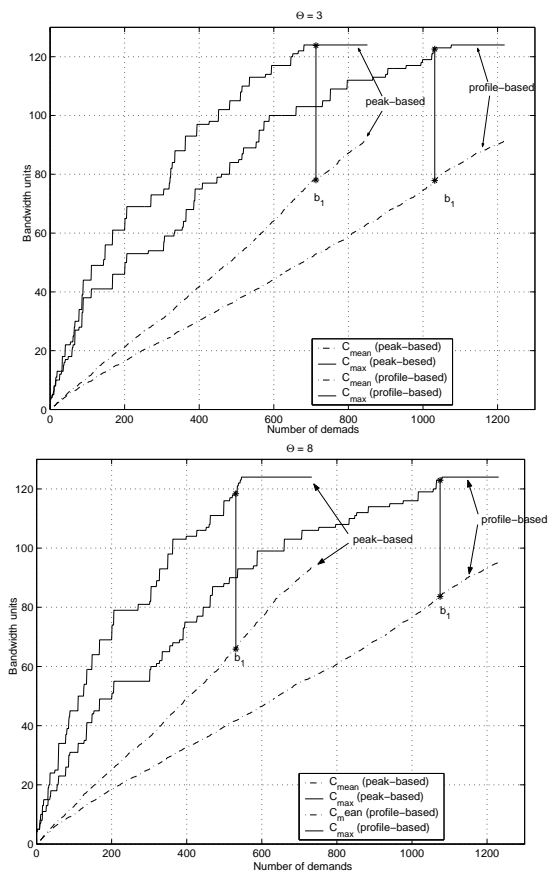 Θ = 3
120
100
80
60
40
20
0
Bandwidth units
peak−based
profile−based
b1
b1
C_mean (peak−based)
C_max (peak−besed)
C_mean (profile−based)
C_max (profile−based)
0
200
400
600
800
1000
1200
Number of demads
Θ = 8
120
100
80
60
40
20
0
Bandwidth units
peak−based
profile−based
b1
b1
C_mean (peak−based)
C_max (peak−based)
C_mean (profile−based)
C_max (profile−based)
0
200
400
600
800
1000
1200
Number of demands